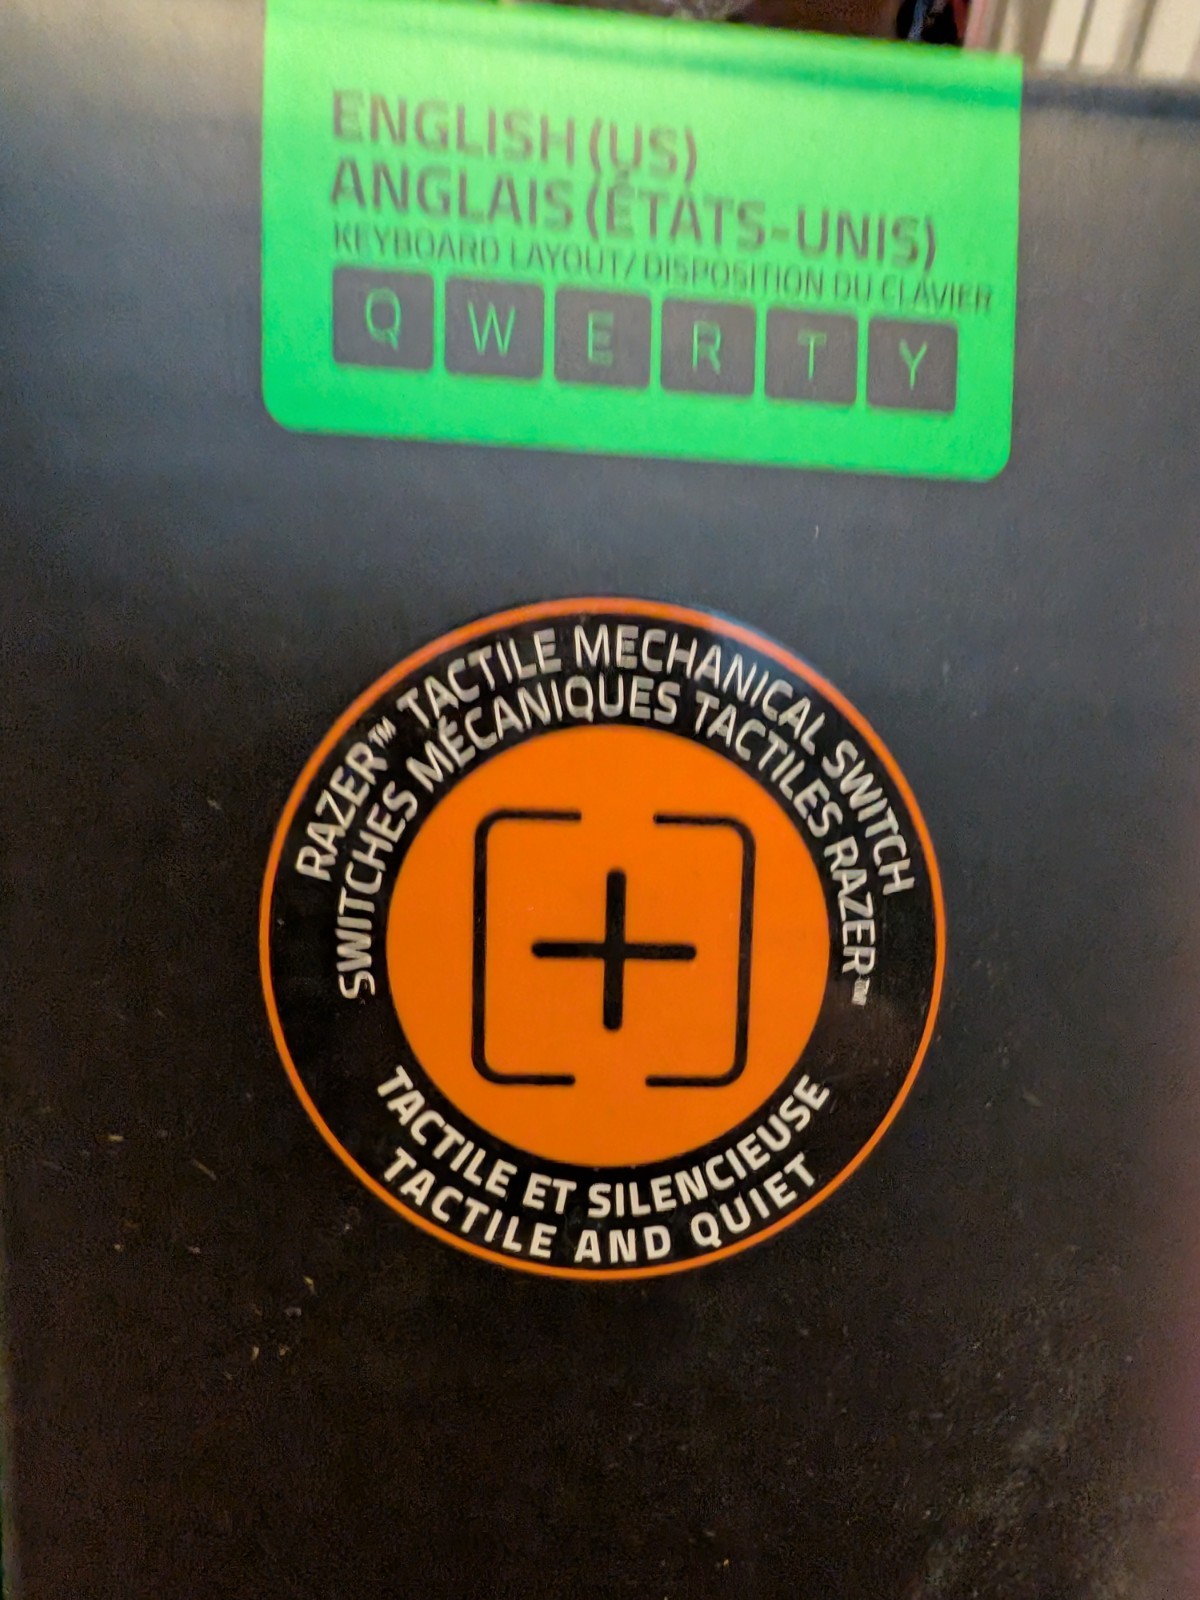 ENGLISH (US)
ANGLAIS (ÉTATS-UNIS)
KEYBOARD LAYOUT/ DISPOSITION DU CLAVIER
Q W E R T Y
RAZER™ TACTILE MECHANICAL SWITCH
SWITCHES MÉCANIQUES TACTILES RAZER™
TACTILE ET SILENCIEUSE
TACTILE AND QUIET